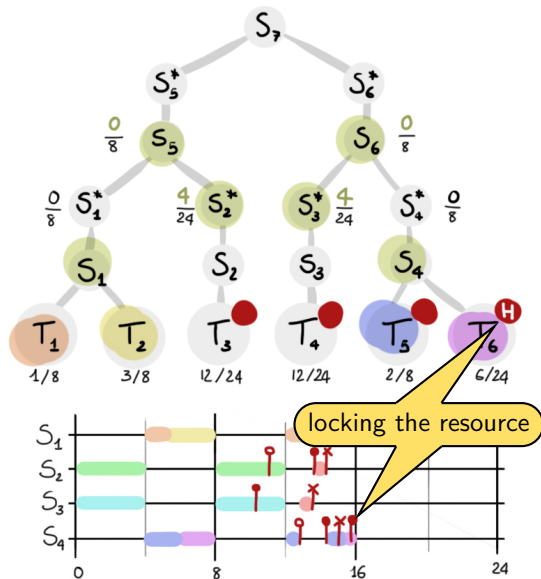 S7
S5* S6*
0/8 S5 S6 0/8
0/8 S1* 4/24 S2* S3* 4/24 S4* 0/8
S1 S2 S3 S4
T1 T2 T3 T4 T5 T6 H
1/8 3/8 12/24 12/24 2/8 6/24
locking the resource
S1
S2
S3
S4
0 8 16 24